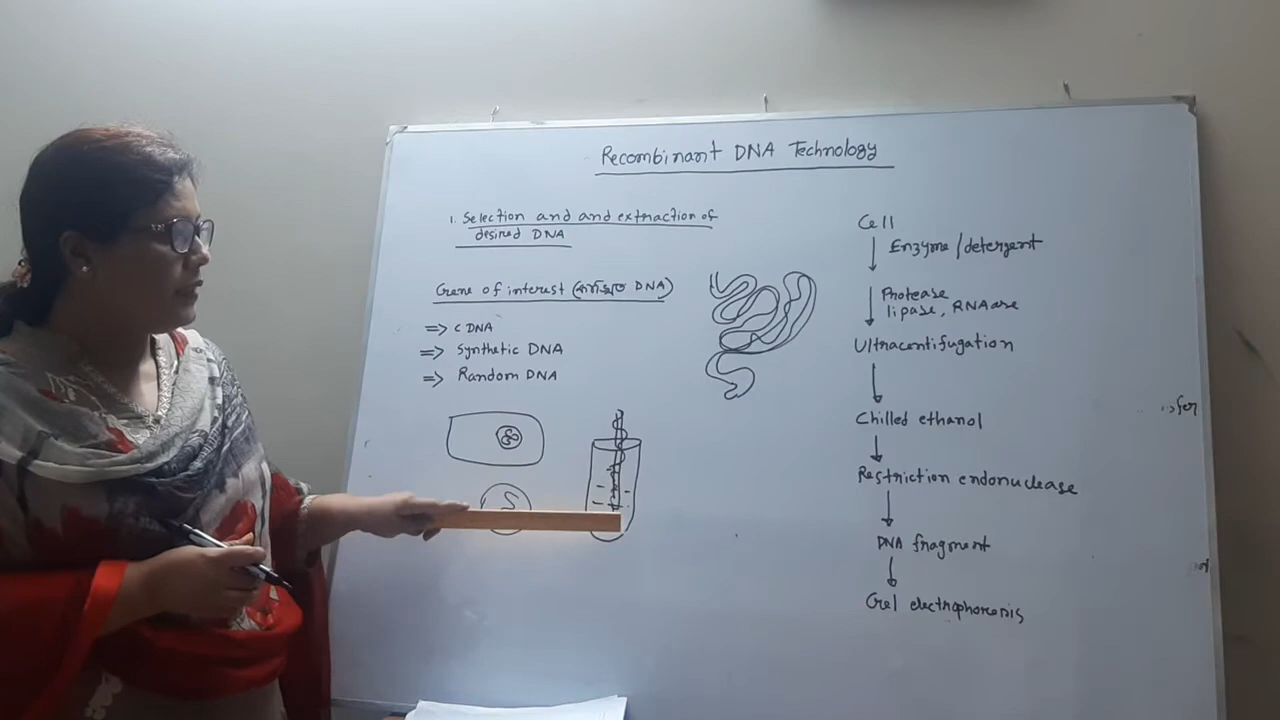 Recombinant DNA Technology
1. Selection and and extraction of
desired DNA
Gene of interest (কাঙ্ক্ষিত DNA)
=> c DNA
=> Synthetic DNA
=> Random DNA
Cell
Enzyme/detergent
Protease
lipase, RNAase
Ultracentifugation
Chilled ethanol
Restriction endonuclease
DNA fragment
Gel electrophoresis